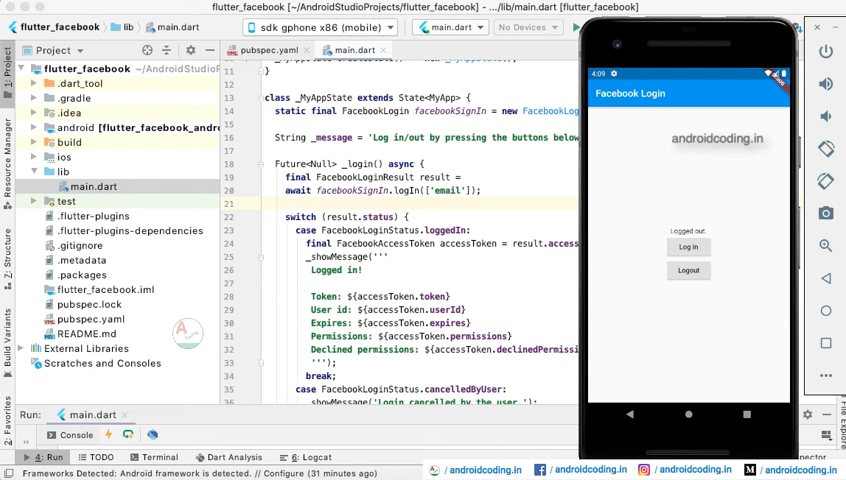 flutter_facebook [~/AndroidStudioProjects/flutter_facebook] - .../lib/main.dart [flutter_facebook]
flutter_facebook
lib
main.dart
sdk gphone x86 (mobile)
main.dart
No Devices
1: Project
Resource Manager
7: Structure
Build Variants
2: Favorites
Project
flutter_facebook ~/AndroidStudioP
.dart_tool
.gradle
.idea
android [flutter_facebook_andro
build
ios
lib
main.dart
test
.flutter-plugins
.flutter-plugins-dependencies
.gitignore
.metadata
.packages
flutter_facebook.iml
pubspec.lock
pubspec.yaml
README.md
External Libraries
Scratches and Consoles
pubspec.yaml
main.dart
11 }
12
13 class _MyAppState extends State<MyApp> {
14 static final FacebookLogin facebookSignIn = new FacebookLog
15
16 String _message = 'Log in/out by pressing the buttons below
17
18 Future<Null> _login() async {
19 final FacebookLoginResult result =
20 await facebookSignIn.logIn(['email']);
21
22 switch (result.status) {
23 case FacebookLoginStatus.loggedIn:
24 final FacebookAccessToken accessToken = result.access
25 _showMessage('''
26 Logged in!
27
28 Token: ${accessToken.token}
29 User id: ${accessToken.userId}
30 Expires: ${accessToken.expires}
31 Permissions: ${accessToken.permissions}
32 Declined permissions: ${accessToken.declinedPermissi
33 ''');
34 break;
35 case FacebookLoginStatus.cancelledByUser:
36 _showMessage('Login cancelled by the user.');
4:09
Facebook Login
androidcoding.in
Logged out.
Log in
Logout
Run:
main.dart
Console
4: Run
TODO
Terminal
Dart Analysis
6: Logcat
Frameworks Detected: Android framework is detected. // Configure (31 minutes ago)
/androidcoding.in
/androidcoding.in
/androidcoding.in
/androidcoding.in